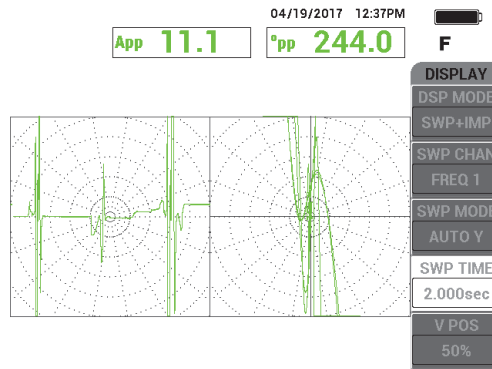 04/19/2017 12:37PM
App 11.1
°pp 244.0
F
DISPLAY
DSP MODE
SWP+IMP
SWP CHAN
FREQ 1
SWP MODE
AUTO Y
SWP TIME
2.000sec
V POS
50%